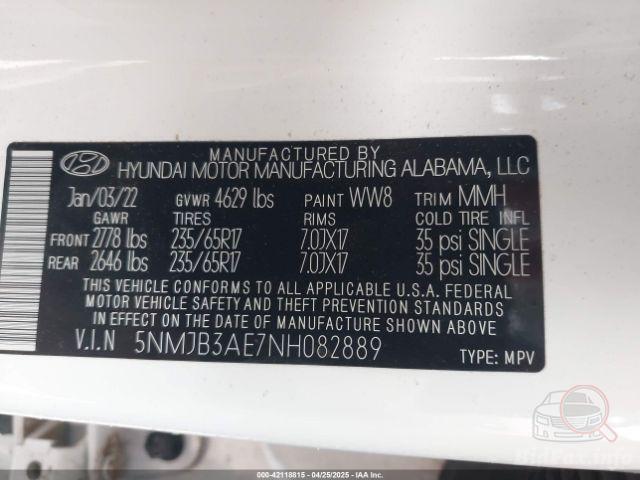 MANUFACTURED BY
HYUNDAI MOTOR MANUFACTURING ALABAMA, LLC
Jan/03/22 GVWR 4629 lbs PAINT WW8 TRIM MMH
GAWR TIRES RIMS COLD TIRE INFL
FRONT 2778 lbs 235/65R17 7.0JX17 35 psi SINGLE
REAR 2646 lbs 235/65R17 7.0JX17 35 psi SINGLE
THIS VEHICLE CONFORMS TO ALL APPLICABLE U.S.A. FEDERAL
MOTOR VEHICLE SAFETY AND THEFT PREVENTION STANDARDS
IN EFFECT ON THE DATE OF MANUFACTURE SHOWN ABOVE.
V.I.N 5NMJB3AE7NH082889
TYPE: MPV
BidFax.info
000-42118815 - 04/25/2025 - IAAI